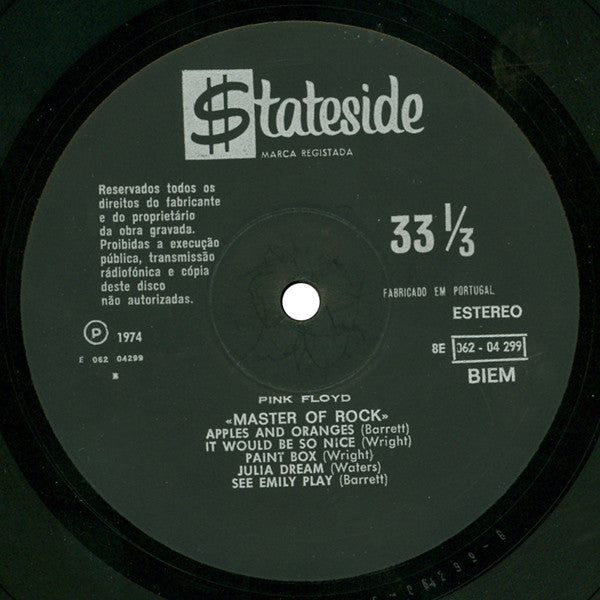 $tateside
MARCA REGISTADA
Reservados todos os
direitos do fabricante
e do proprietário
da obra gravada.
Proibidas a execução
pública, transmissão
rádiofónica e cópia
deste disco
não autorizadas.
33 1/3
FABRICADO EM PORTUGAL
ESTEREO
P 1974
E 062 04299
B
8E 062 - 04 299
BIEM
PINK FLOYD
«MASTER OF ROCK»
APPLES AND ORANGES (Barrett)
IT WOULD BE SO NICE (Wright)
PAINT BOX (Wright)
JULIA DREAM (Waters)
SEE EMILY PLAY (Barrett)